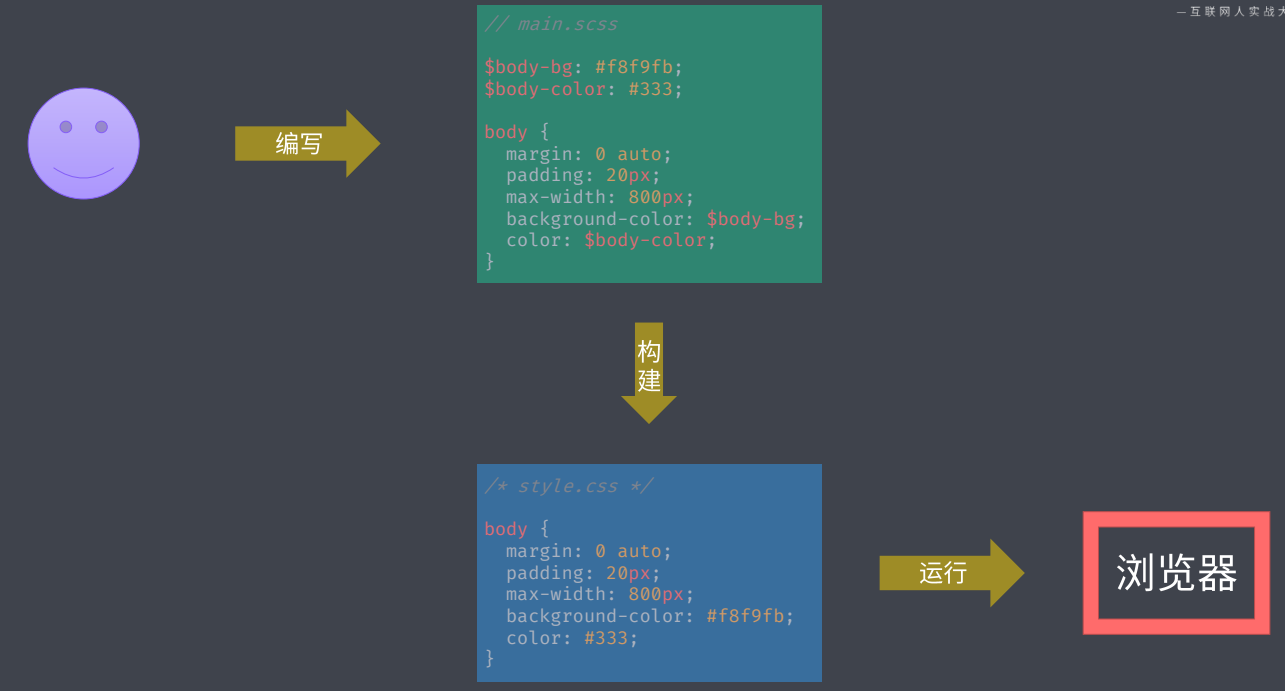 — 互联网人实战大
// main.scss
$body-bg: #f8f9fb;
$body-color: #333;
body {
  margin: 0 auto;
  padding: 20px;
  max-width: 800px;
  background-color: $body-bg;
  color: $body-color;
}
编写
构
建
/* style.css */
body {
  margin: 0 auto;
  padding: 20px;
  max-width: 800px;
  background-color: #f8f9fb;
  color: #333;
}
运行
浏览器